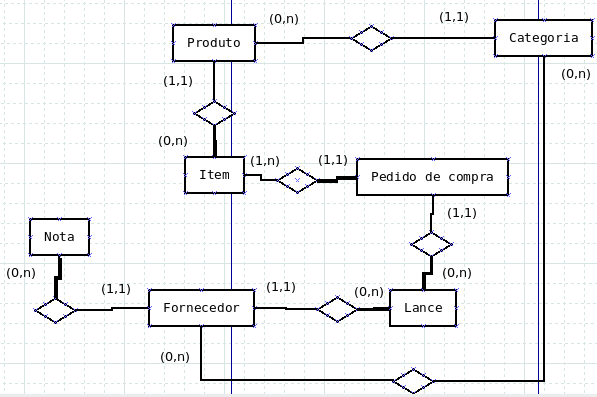 (0,n)
(1,1)
Produto
Categoria
(1,1)
(0,n)
(0,n)
(1,n)
(1,1)
Item
Pedido de compra
(1,1)
Nota
(0,n)
(0,n)
(1,1)
(1,1)
(0,n)
Fornecedor
Lance
(0,n)